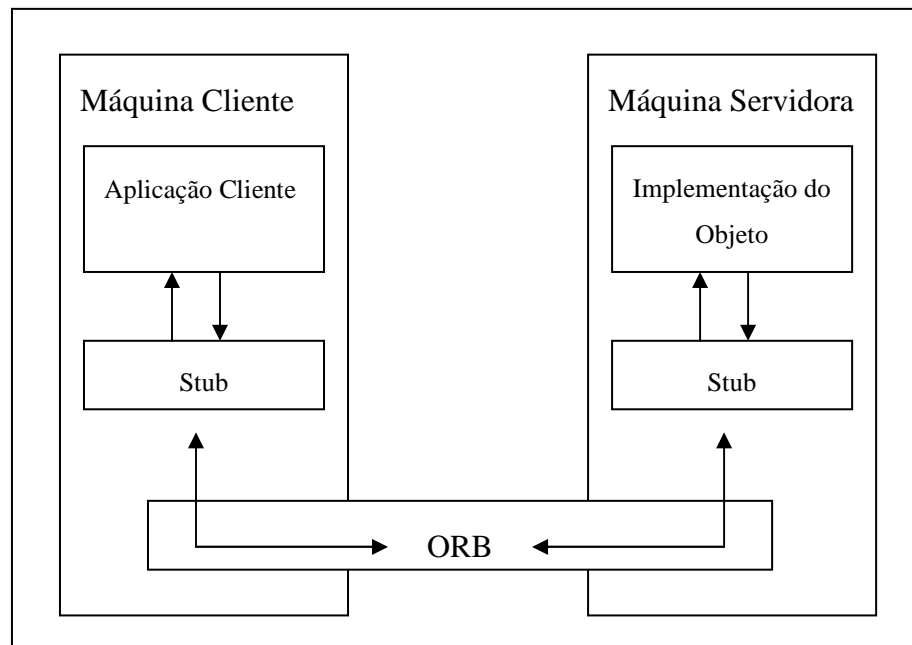 Máquina Cliente
Aplicação Cliente
Stub
Máquina Servidora
Implementação do
Objeto
Stub
ORB